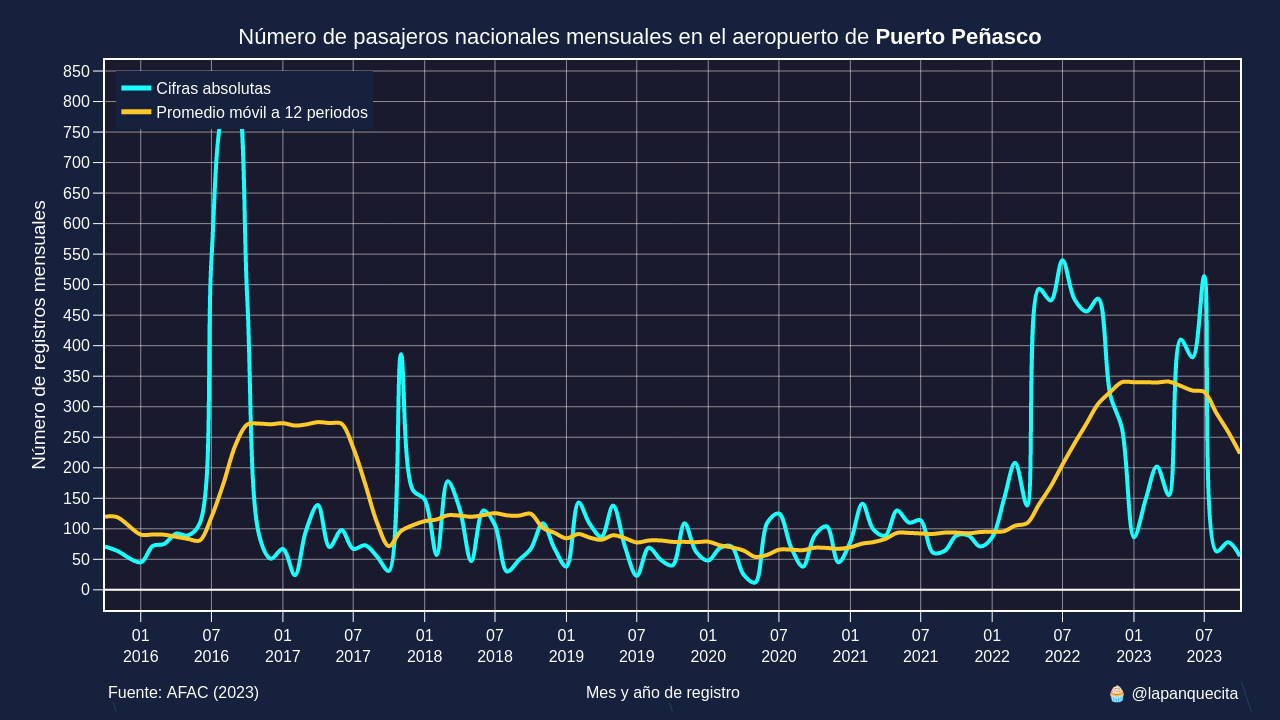 Número de pasajeros nacionales mensuales en el aeropuerto de Puerto Peñasco
Cifras absolutas
Promedio móvil a 12 periodos
Número de registros mensuales
850
800
750
700
650
600
550
500
450
400
350
300
250
200
150
100
50
0
01 07 01 07 01 07 01 07 01 07 01 07 01 07 01 07
2016 2016 2017 2017 2018 2018 2019 2019 2020 2020 2021 2021 2022 2022 2023 2023
Fuente: AFAC (2023) Mes y año de registro 🧁 @lapanquecita